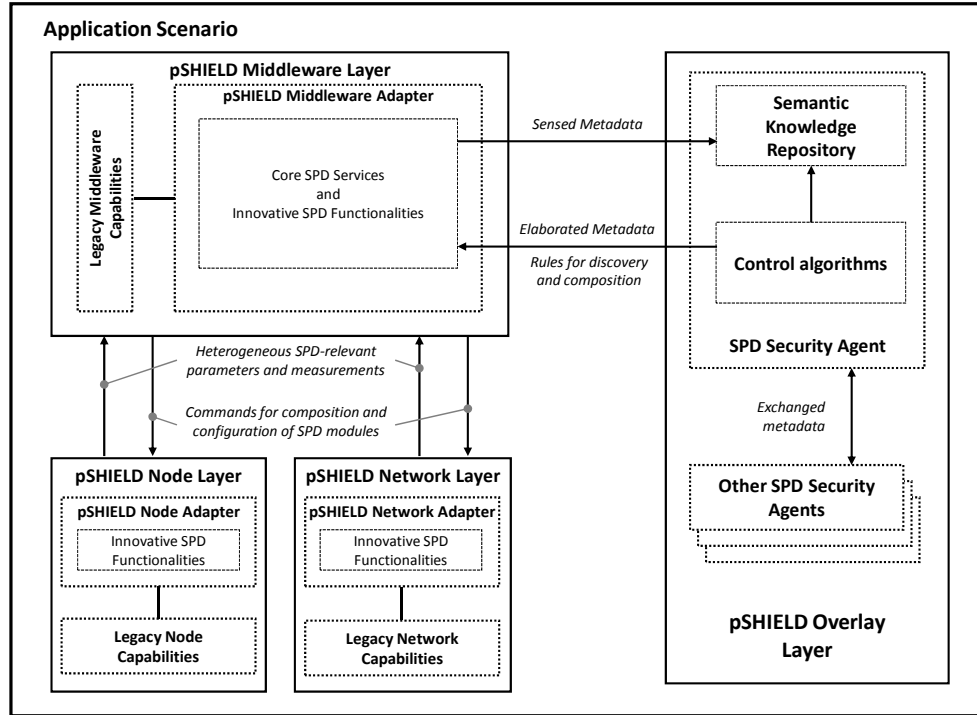 Application Scenario
pSHIELD Middleware Layer
pSHIELD Middleware Adapter
Legacy Middleware
Capabilities
Core SPD Services
and
Innovative SPD Functionalities
Sensed Metadata
Elaborated Metadata
Rules for discovery
and composition
Semantic
Knowledge
Repository
Control algorithms
SPD Security Agent
Heterogeneous SPD-relevant
parameters and measurements
Commands for composition and
configuration of SPD modules
Exchanged
metadata
Other SPD Security
Agents
pSHIELD Overlay
Layer
pSHIELD Node Layer
pSHIELD Node Adapter
Innovative SPD
Functionalities
Legacy Node
Capabilities
pSHIELD Network Layer
pSHIELD Network Adapter
Innovative SPD
Functionalities
Legacy Network
Capabilities